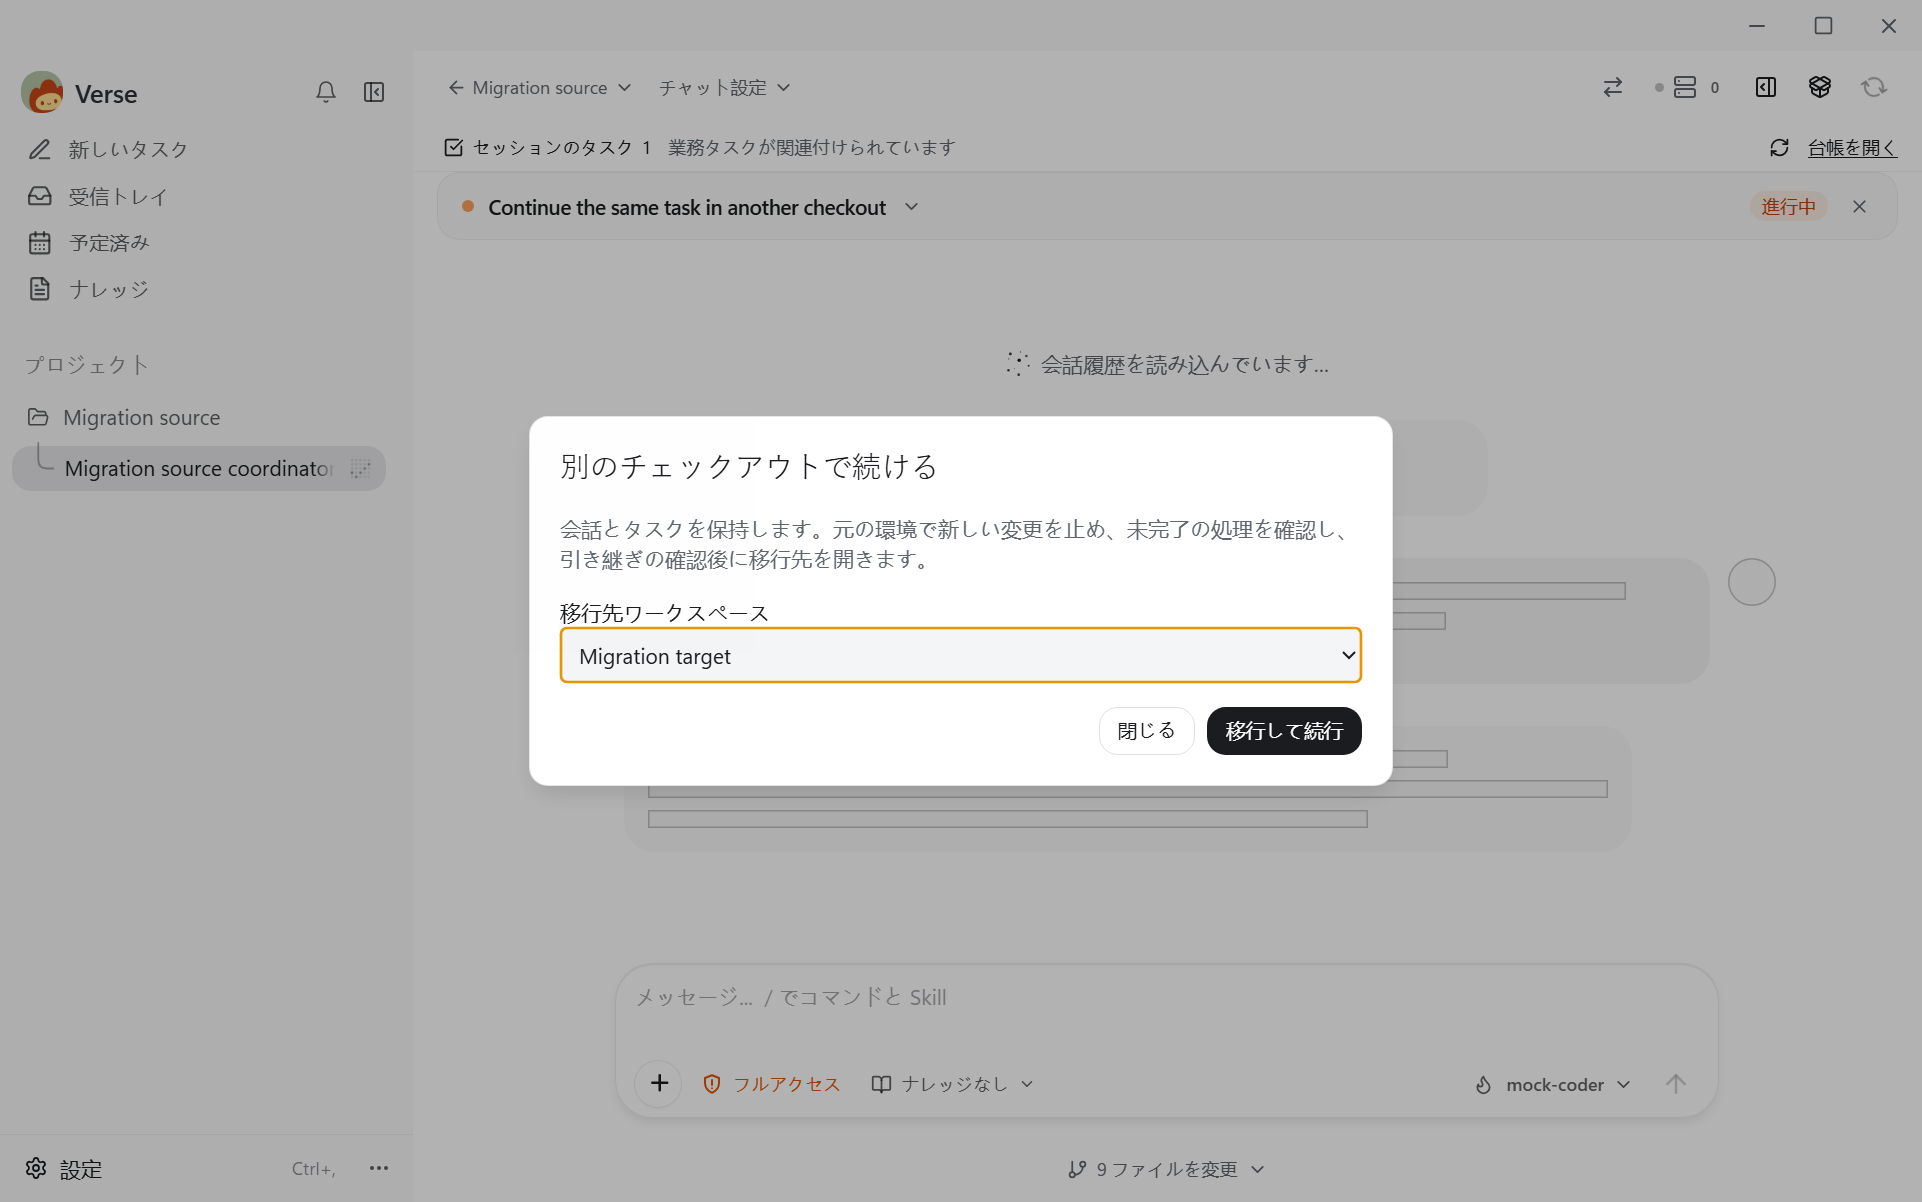 Verse
新しいタスク
受信トレイ
予定済み
ナレッジ
プロジェクト
Migration source
Migration source coordinator
設定
Ctrl+,
Migration source
チャット設定
0
セッションのタスク 1
業務タスクが関連付けられています
台帳を開く
Continue the same task in another checkout
進行中
会話履歴を読み込んでいます...
別のチェックアウトで続ける
会話とタスクを保持します。元の環境で新しい変更を止め、未完了の処理を確認し、
引き継ぎの確認後に移行先を開きます。
移行先ワークスペース
Migration target
閉じる
移行して続行
メッセージ... / でコマンドと Skill
フルアクセス
ナレッジなし
mock-coder
9 ファイルを変更